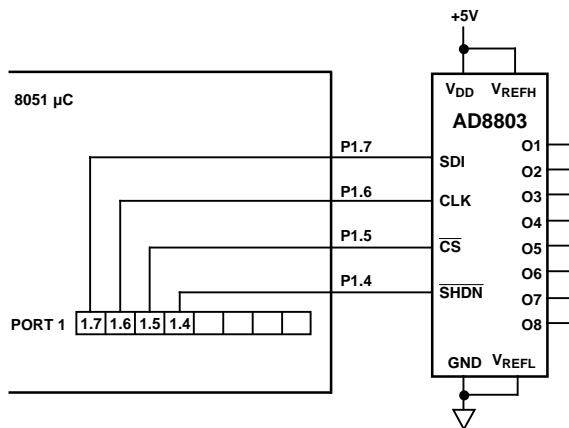 +5V
8051 µC
VDD VREFH
AD8803
O1
P1.7
SDI
O2
P1.6
CLK
O3
O4
P1.5
CS
O5
O6
P1.4
SHDN
O7
PORT 1 1.7 1.6 1.5 1.4
O8
GND VREFL